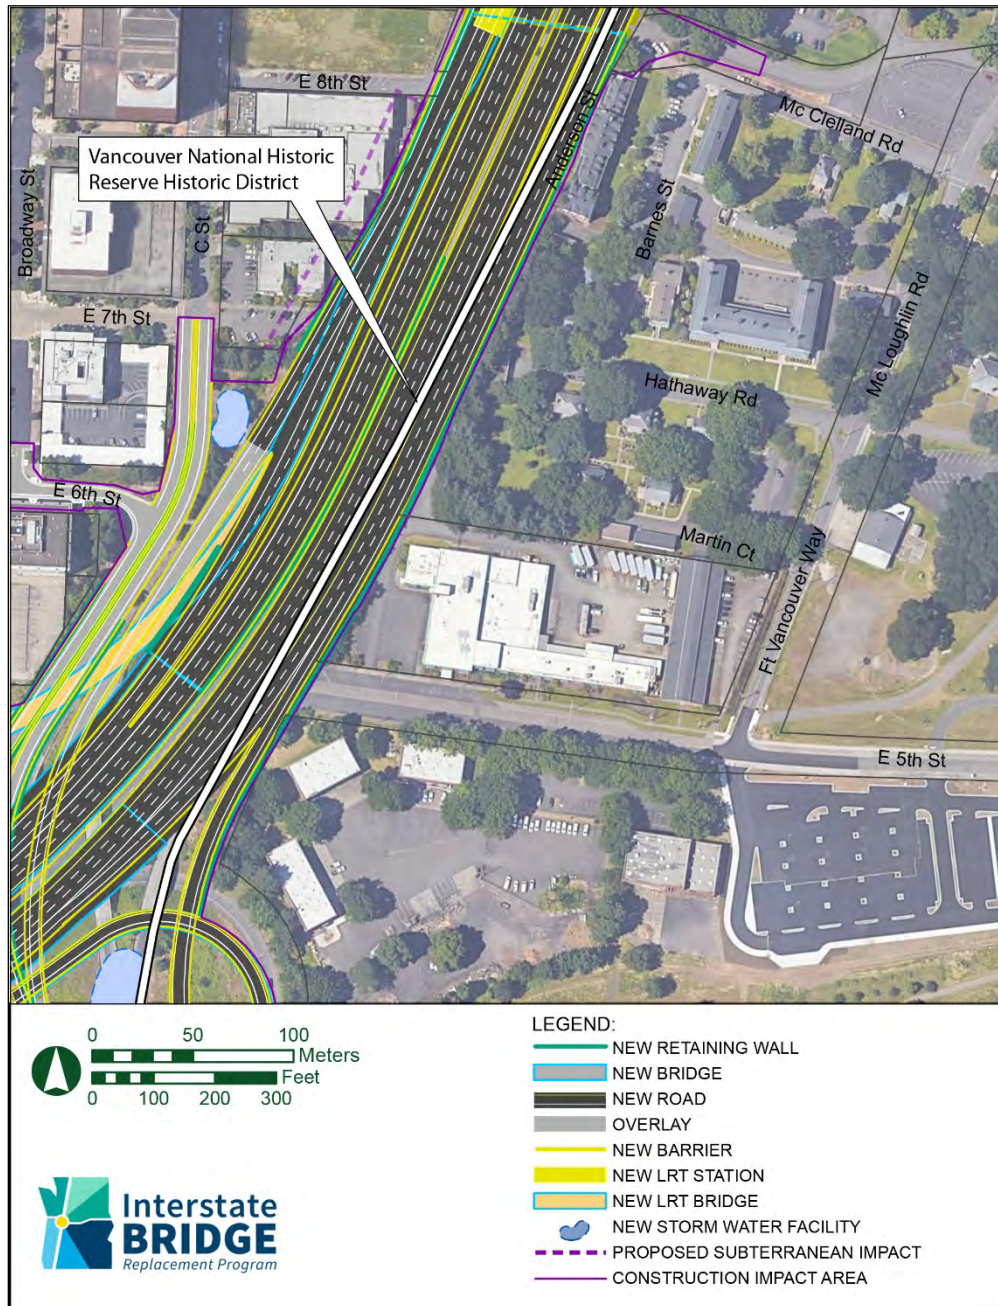 E 8th St
Anderson St
Mc Clelland Rd
Vancouver National Historic
Reserve Historic District
Broadway St
C St
Barnes St
E 7th St
Mc Loughlin Rd
Hathaway Rd
E 6th St
Martin Ct
Ft Vancouver Way
E 5th St
0 50 100
Meters
Feet
0 100 200 300
Interstate
BRIDGE
Replacement Program
LEGEND:
NEW RETAINING WALL
NEW BRIDGE
NEW ROAD
OVERLAY
NEW BARRIER
NEW LRT STATION
NEW LRT BRIDGE
NEW STORM WATER FACILITY
PROPOSED SUBTERRANEAN IMPACT
CONSTRUCTION IMPACT AREA